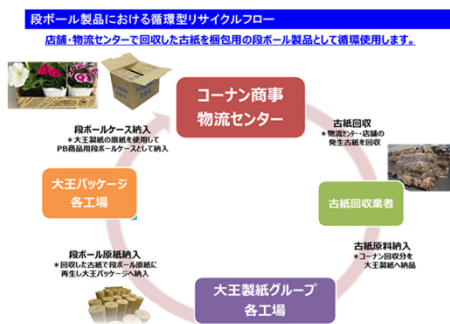 段ボール製品における循環型リサイクルフロー
店舗・物流センターで回収した古紙を梱包用の段ボール製品として循環使用します。
コーナン商事
物流センター
古紙回収
＊物流センター・店舗の
発生古紙を回収
古紙回収業者
古紙原料納入
＊コーナン回収分を
大王製紙へ納品
大王製紙グループ
各工場
段ボール原紙納入
＊回収した古紙で段ボール原紙に
再生し大王パッケージへ納入
大王パッケージ
各工場
段ボールケース納入
＊大王製紙の原紙を使用して
PB商品用段ボールケースとして納入